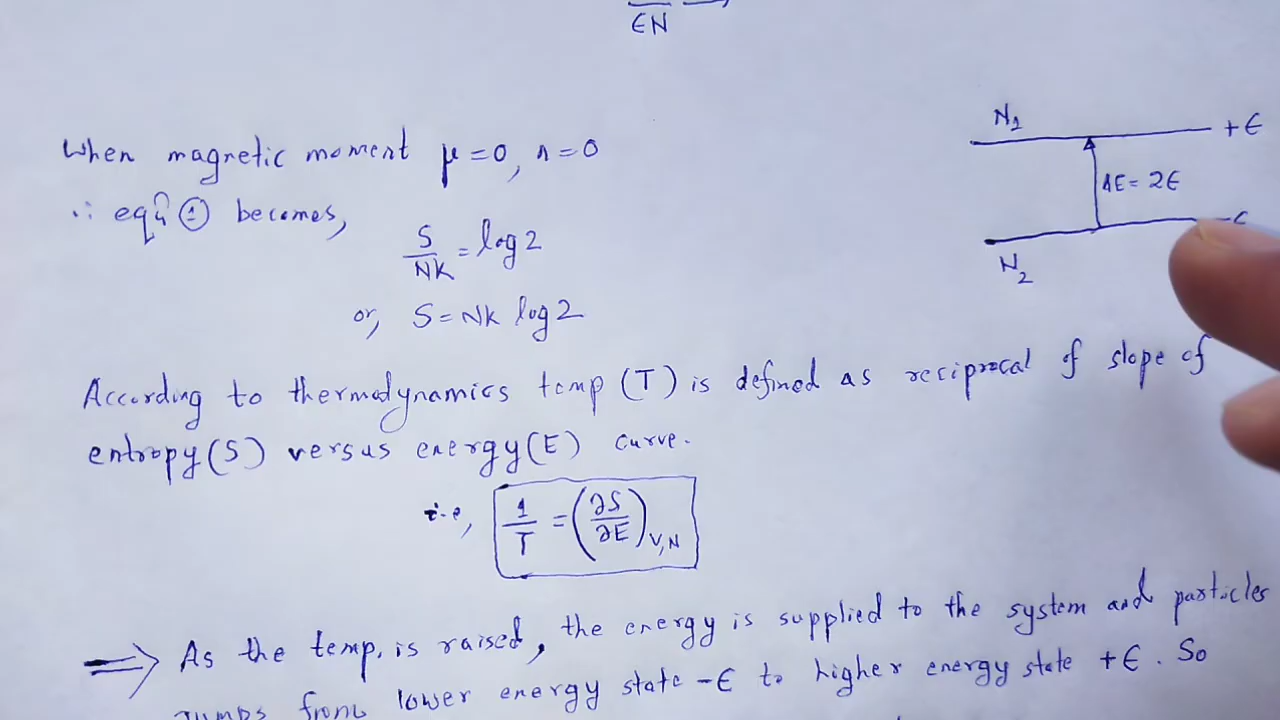 ϵN
When magnetic moment μ=0, n=0
∴ eqn ① becomes,
S/NK = log 2
or, S = NK log 2
N₁ +ϵ
ΔE = 2ϵ
N₂ -ϵ
According to thermodynamics temp (T) is defined as reciprocal of slope of
entropy(S) versus energy(E) curve.
i.e, 1/T = (∂S/∂E)V,N
⇒ As the temp. is raised, the energy is supplied to the system and particles
jumps from lower energy state -ϵ to higher energy state +ϵ. So